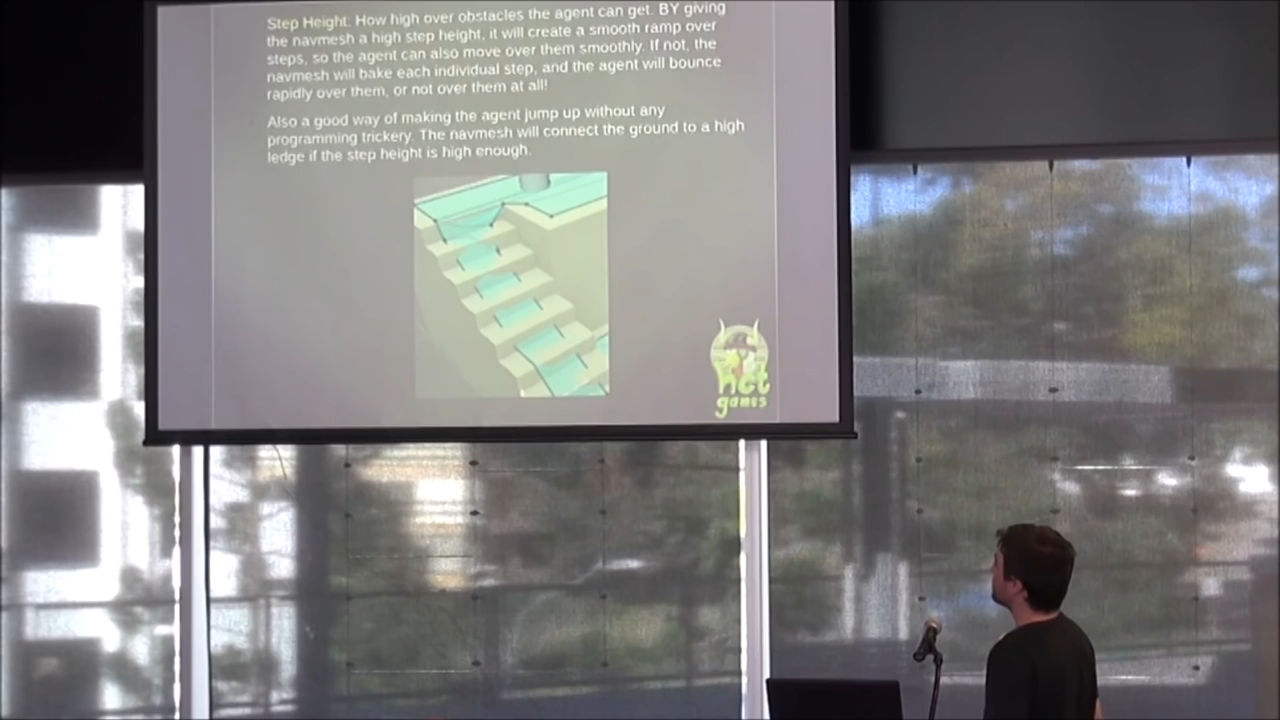 Step Height: How high over obstacles the agent can get. BY giving
the navmesh a high step height, it will create a smooth ramp over
steps, so the agent can also move over them smoothly. If not, the
navmesh will bake each individual step, and the agent will bounce
rapidly over them, or not over them at all!
Also a good way of making the agent jump up without any
programming trickery. The navmesh will connect the ground to a high
ledge if the step height is high enough.
hct
games